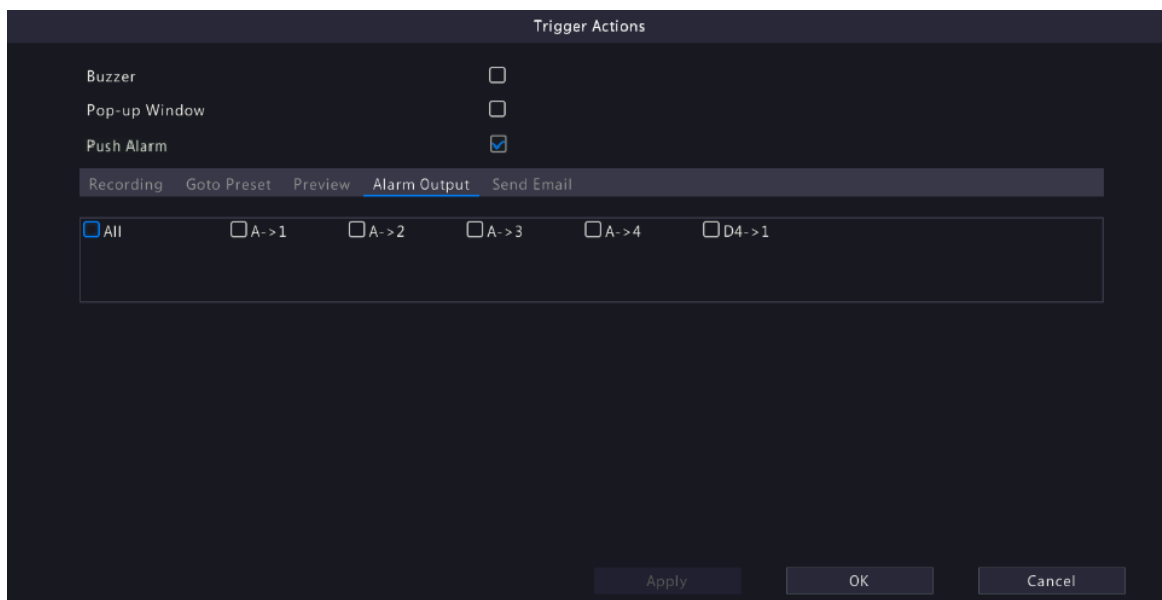 Trigger Actions
Buzzer
Pop-up Window
Push Alarm
Recording Goto Preset Preview Alarm Output Send Email
All A->1 A->2 A->3 A->4 D4->1
Apply OK Cancel